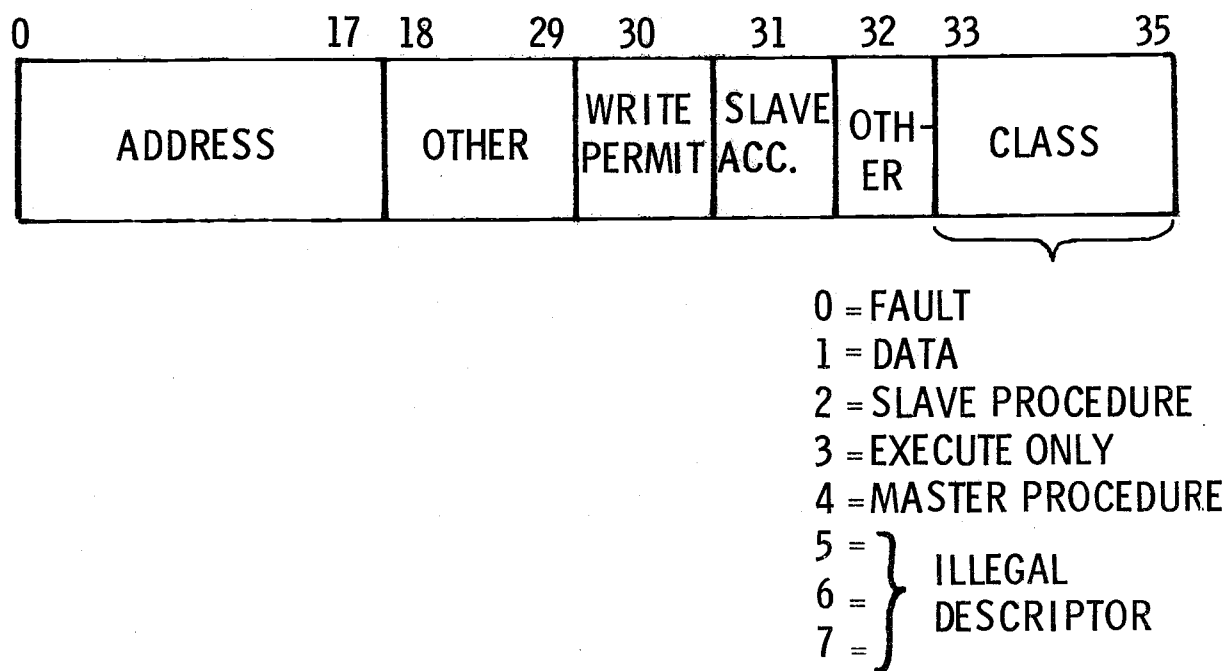 0 17 18 29 30 31 32 33 35
ADDRESS
OTHER
WRITE
PERMIT
SLAVE
ACC.
OTH-
ER
CLASS
0 = FAULT
1 = DATA
2 = SLAVE PROCEDURE
3 = EXECUTE ONLY
4 = MASTER PROCEDURE
5 =
6 =
7 =
ILLEGAL
DESCRIPTOR